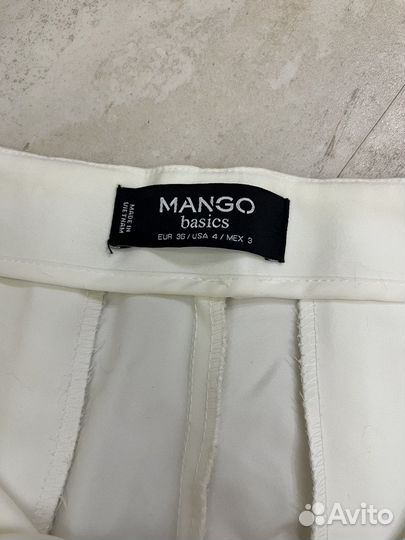 MANGO
basics
EUR 36 / USA 4 / MEX 3
MADE IN
VIETNAM
Avito